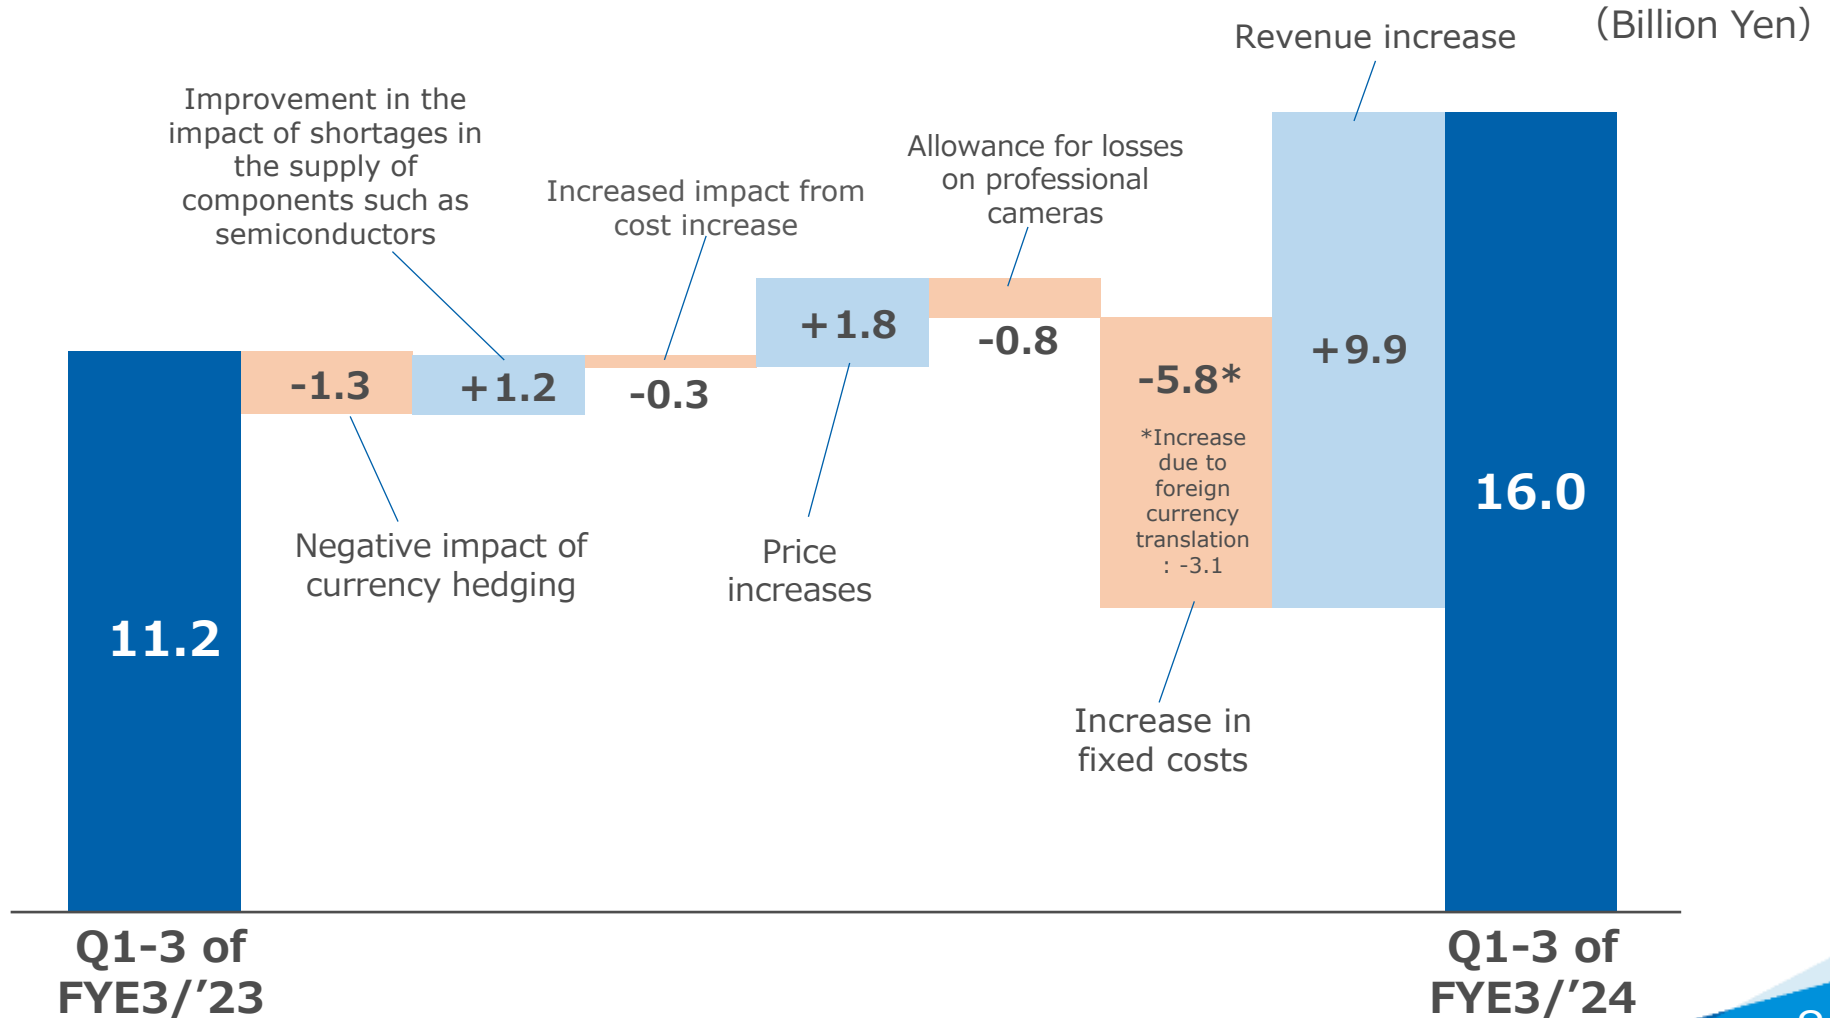 （Billion Yen）
Revenue increase
Improvement in the
impact of shortages in
the supply of
components such as
semiconductors
Increased impact from
cost increase
Allowance for losses
on professional
cameras
-1.3
+1.2
-0.3
+1.8
-0.8
-5.8*
*Increase
due to
foreign
currency
translation
: -3.1
+9.9
11.2
16.0
Negative impact of
currency hedging
Price
increases
Increase in
fixed costs
Q1-3 of
FYE3/’23
Q1-3 of
FYE3/’24